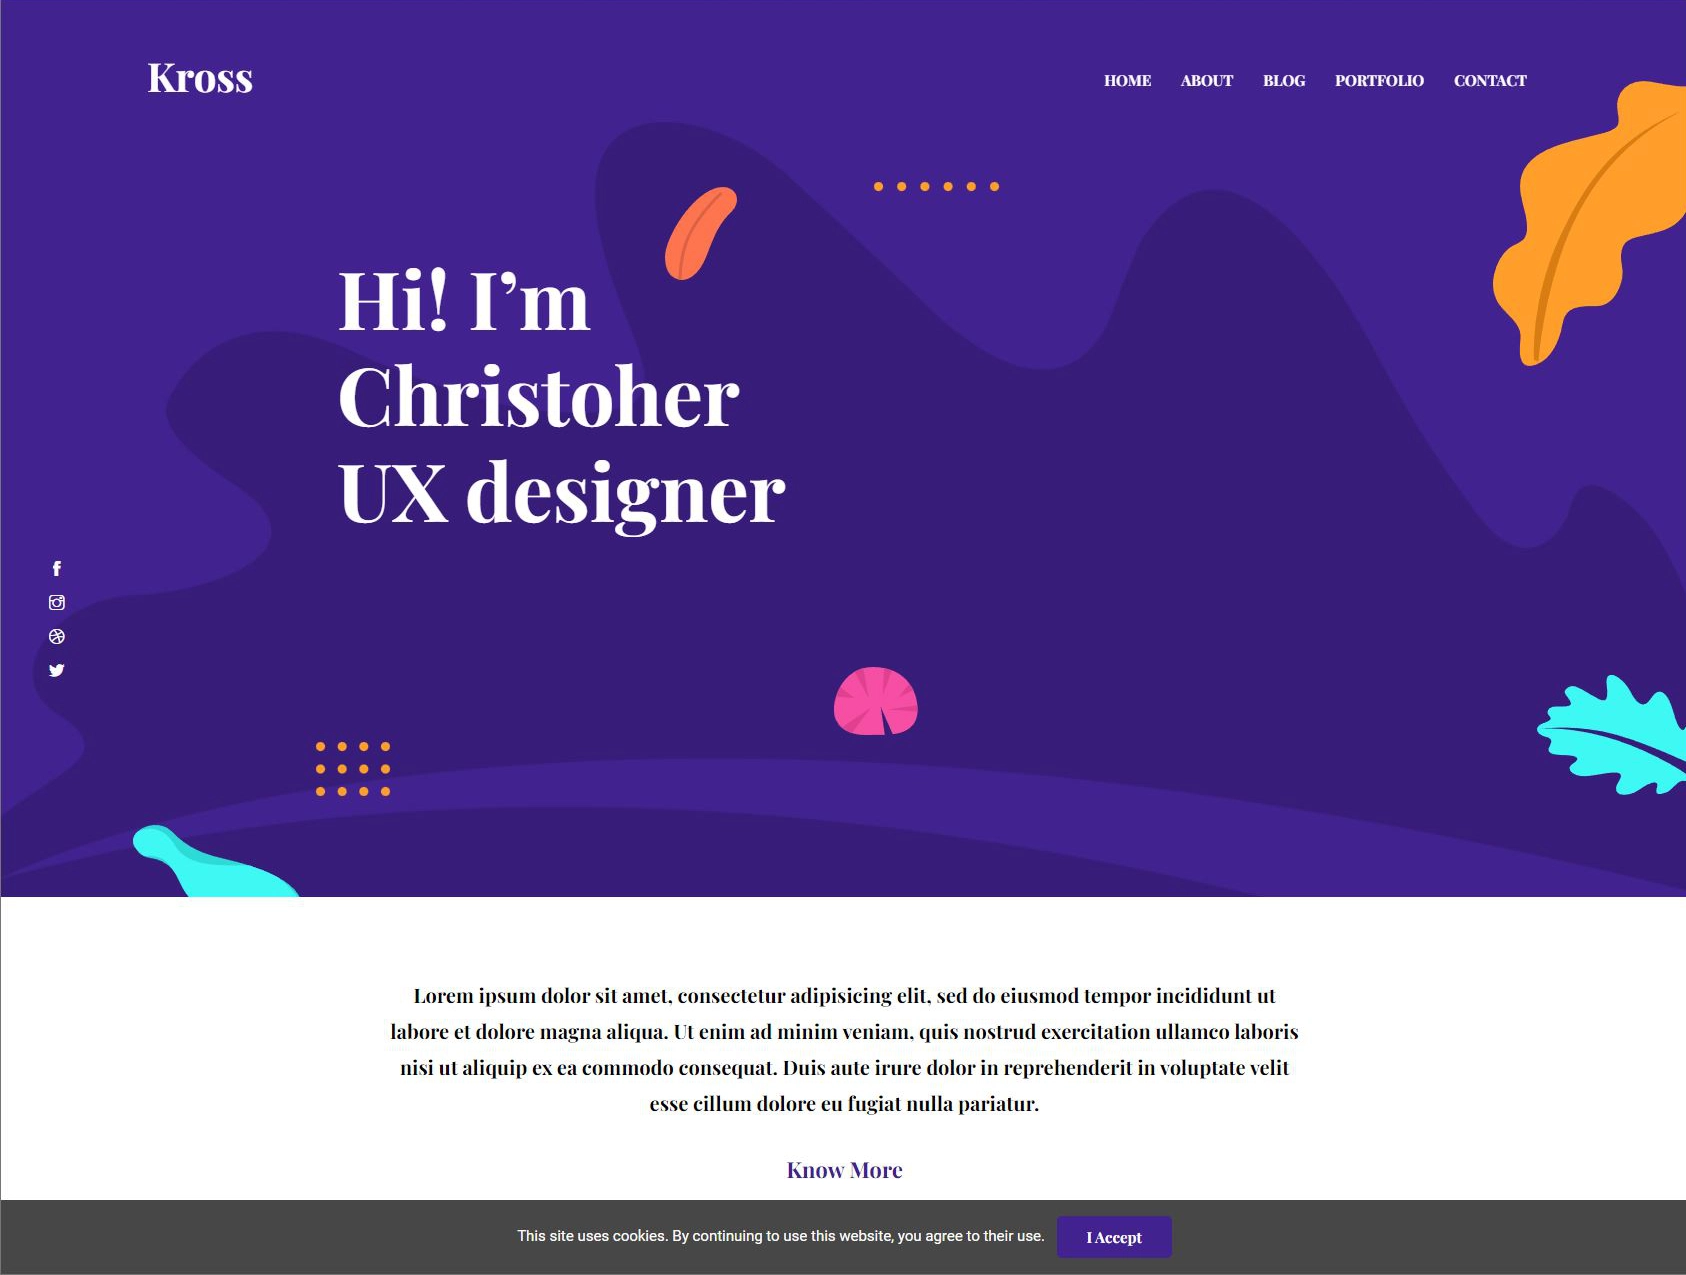 Kross
HOME ABOUT BLOG PORTFOLIO CONTACT
Hi! I’m
Christoher
UX designer
Lorem ipsum dolor sit amet, consectetur adipisicing elit, sed do eiusmod tempor incididunt ut
labore et dolore magna aliqua. Ut enim ad minim veniam, quis nostrud exercitation ullamco laboris
nisi ut aliquip ex ea commodo consequat. Duis aute irure dolor in reprehenderit in voluptate velit
esse cillum dolore eu fugiat nulla pariatur.
Know More
This site uses cookies. By continuing to use this website, you agree to their use. I Accept